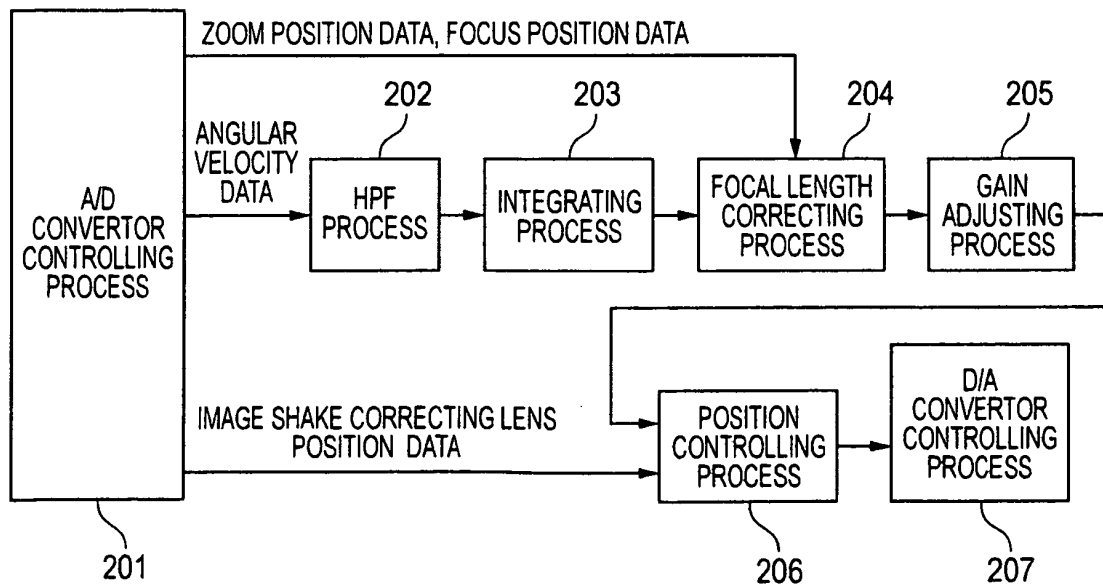 ZOOM POSITION DATA, FOCUS POSITION DATA
202
203
204
205
ANGULAR
VELOCITY
DATA
A/D
CONVERTOR
CONTROLLING
PROCESS
HPF
PROCESS
INTEGRATING
PROCESS
FOCAL LENGTH
CORRECTING
PROCESS
GAIN
ADJUSTING
PROCESS
IMAGE SHAKE CORRECTING LENS
POSITION DATA
POSITION
CONTROLLING
PROCESS
D/A
CONVERTOR
CONTROLLING
PROCESS
201
206
207